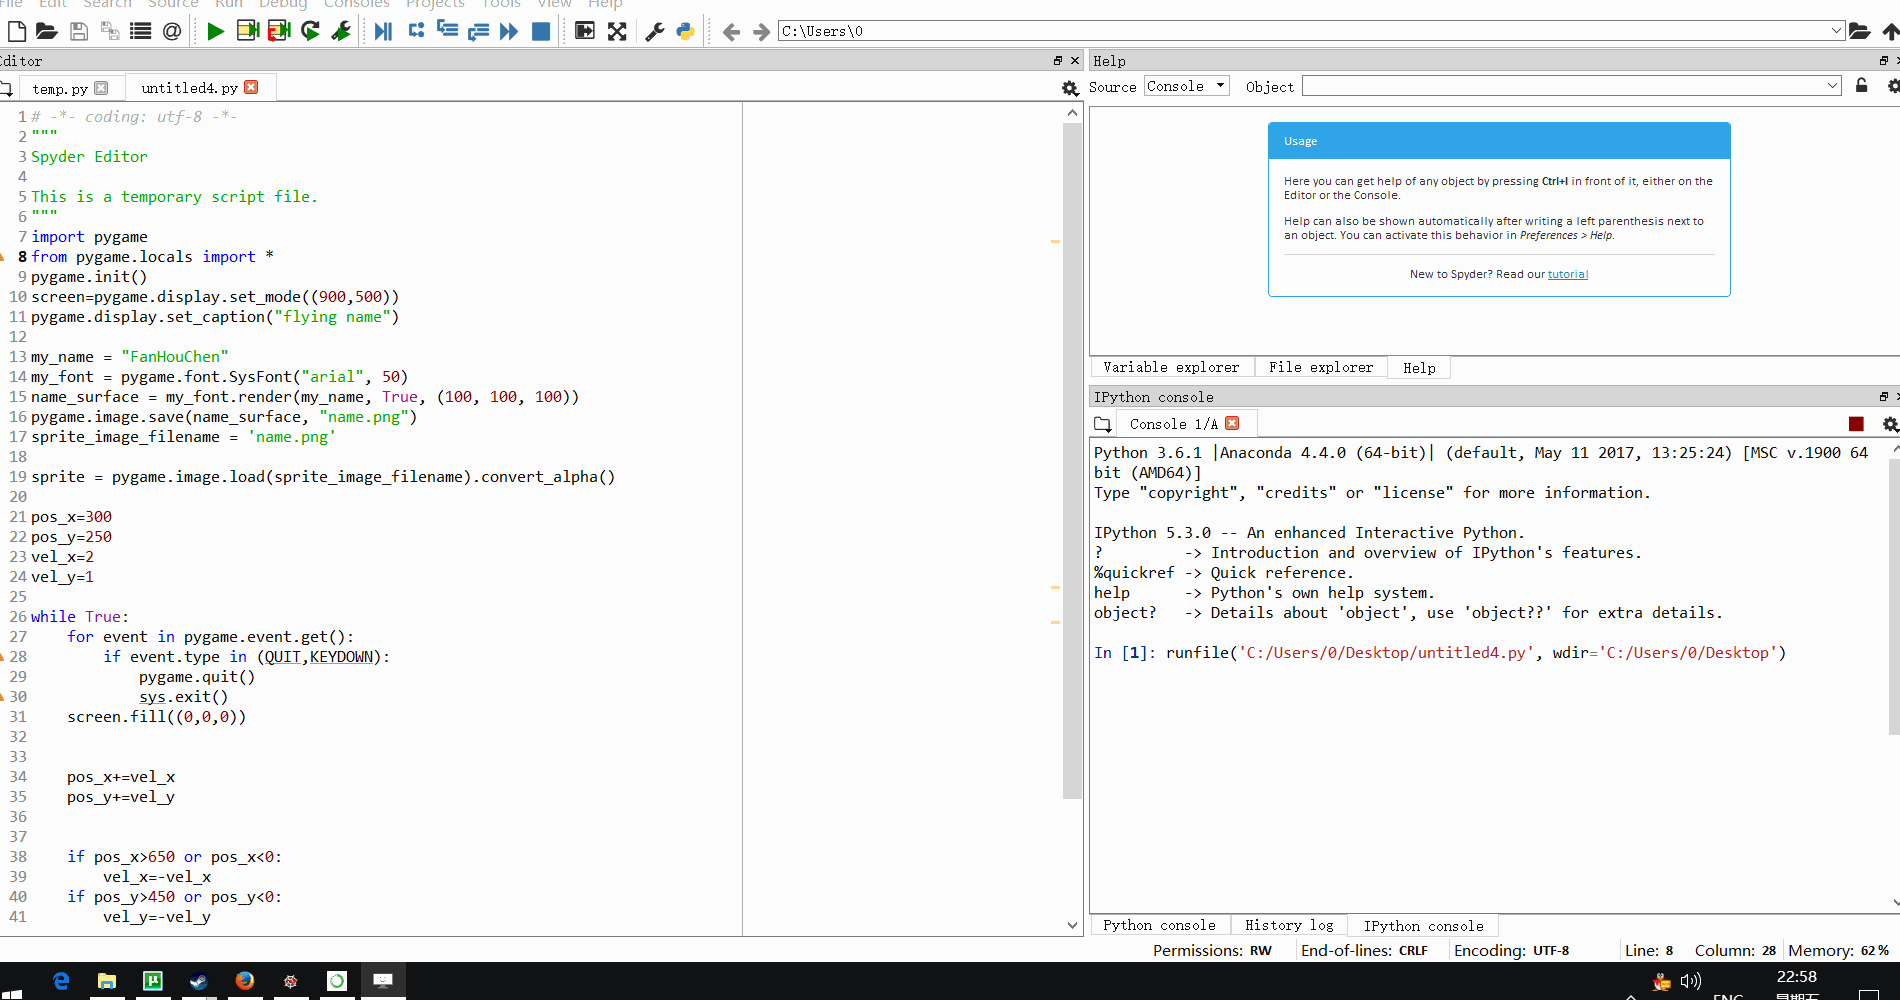 File Edit Search Source Run Debug Consoles Projects Tools View Help
C:\Users\0
Editor
temp.py
untitled4.py
1 # -*- coding: utf-8 -*-
2 """
3 Spyder Editor
4
5 This is a temporary script file.
6 """
7 import pygame
8 from pygame.locals import *
9 pygame.init()
10 screen=pygame.display.set_mode((900,500))
11 pygame.display.set_caption("flying name")
12
13 my_name = "FanHouChen"
14 my_font = pygame.font.SysFont("arial", 50)
15 name_surface = my_font.render(my_name, True, (100, 100, 100))
16 pygame.image.save(name_surface, "name.png")
17 sprite_image_filename = 'name.png'
18
19 sprite = pygame.image.load(sprite_image_filename).convert_alpha()
20
21 pos_x=300
22 pos_y=250
23 vel_x=2
24 vel_y=1
25
26 while True:
27     for event in pygame.event.get():
28         if event.type in (QUIT,KEYDOWN):
29             pygame.quit()
30             sys.exit()
31     screen.fill((0,0,0))
32
33
34     pos_x+=vel_x
35     pos_y+=vel_y
36
37
38     if pos_x>650 or pos_x<0:
39         vel_x=-vel_x
40     if pos_y>450 or pos_y<0:
41         vel_y=-vel_y
Help
Source Console Object
Usage
Here you can get help of any object by pressing Ctrl+I in front of it, either on the
Editor or the Console.
Help can also be shown automatically after writing a left parenthesis next to
an object. You can activate this behavior in Preferences > Help.
New to Spyder? Read our tutorial
Variable explorer File explorer Help
IPython console
Console 1/A
Python 3.6.1 |Anaconda 4.4.0 (64-bit)| (default, May 11 2017, 13:25:24) [MSC v.1900 64
bit (AMD64)]
Type "copyright", "credits" or "license" for more information.
IPython 5.3.0 -- An enhanced Interactive Python.
? -> Introduction and overview of IPython's features.
%quickref -> Quick reference.
help -> Python's own help system.
object? -> Details about 'object', use 'object??' for extra details.
In [1]: runfile('C:/Users/0/Desktop/untitled4.py', wdir='C:/Users/0/Desktop')
Python console History log IPython console
Permissions: RW End-of-lines: CRLF Encoding: UTF-8 Line: 8 Column: 28 Memory: 62 %
22:58
ENG
星期五